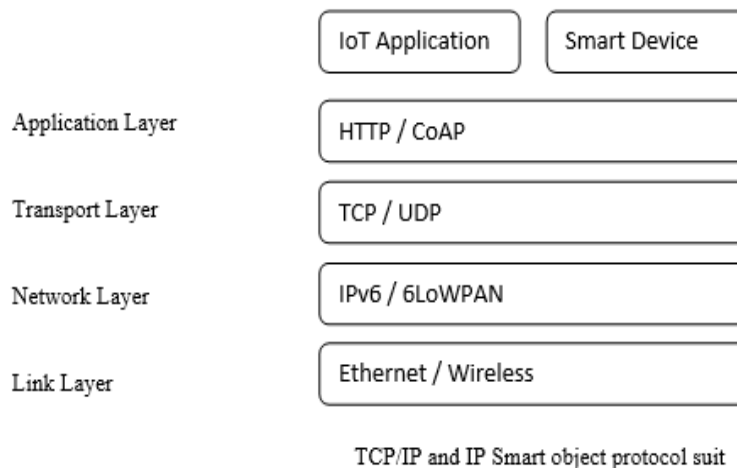 IoT Application Smart Device
Application Layer HTTP / CoAP
Transport Layer TCP / UDP
Network Layer IPv6 / 6LoWPAN
Link Layer Ethernet / Wireless
TCP/IP and IP Smart object protocol suit